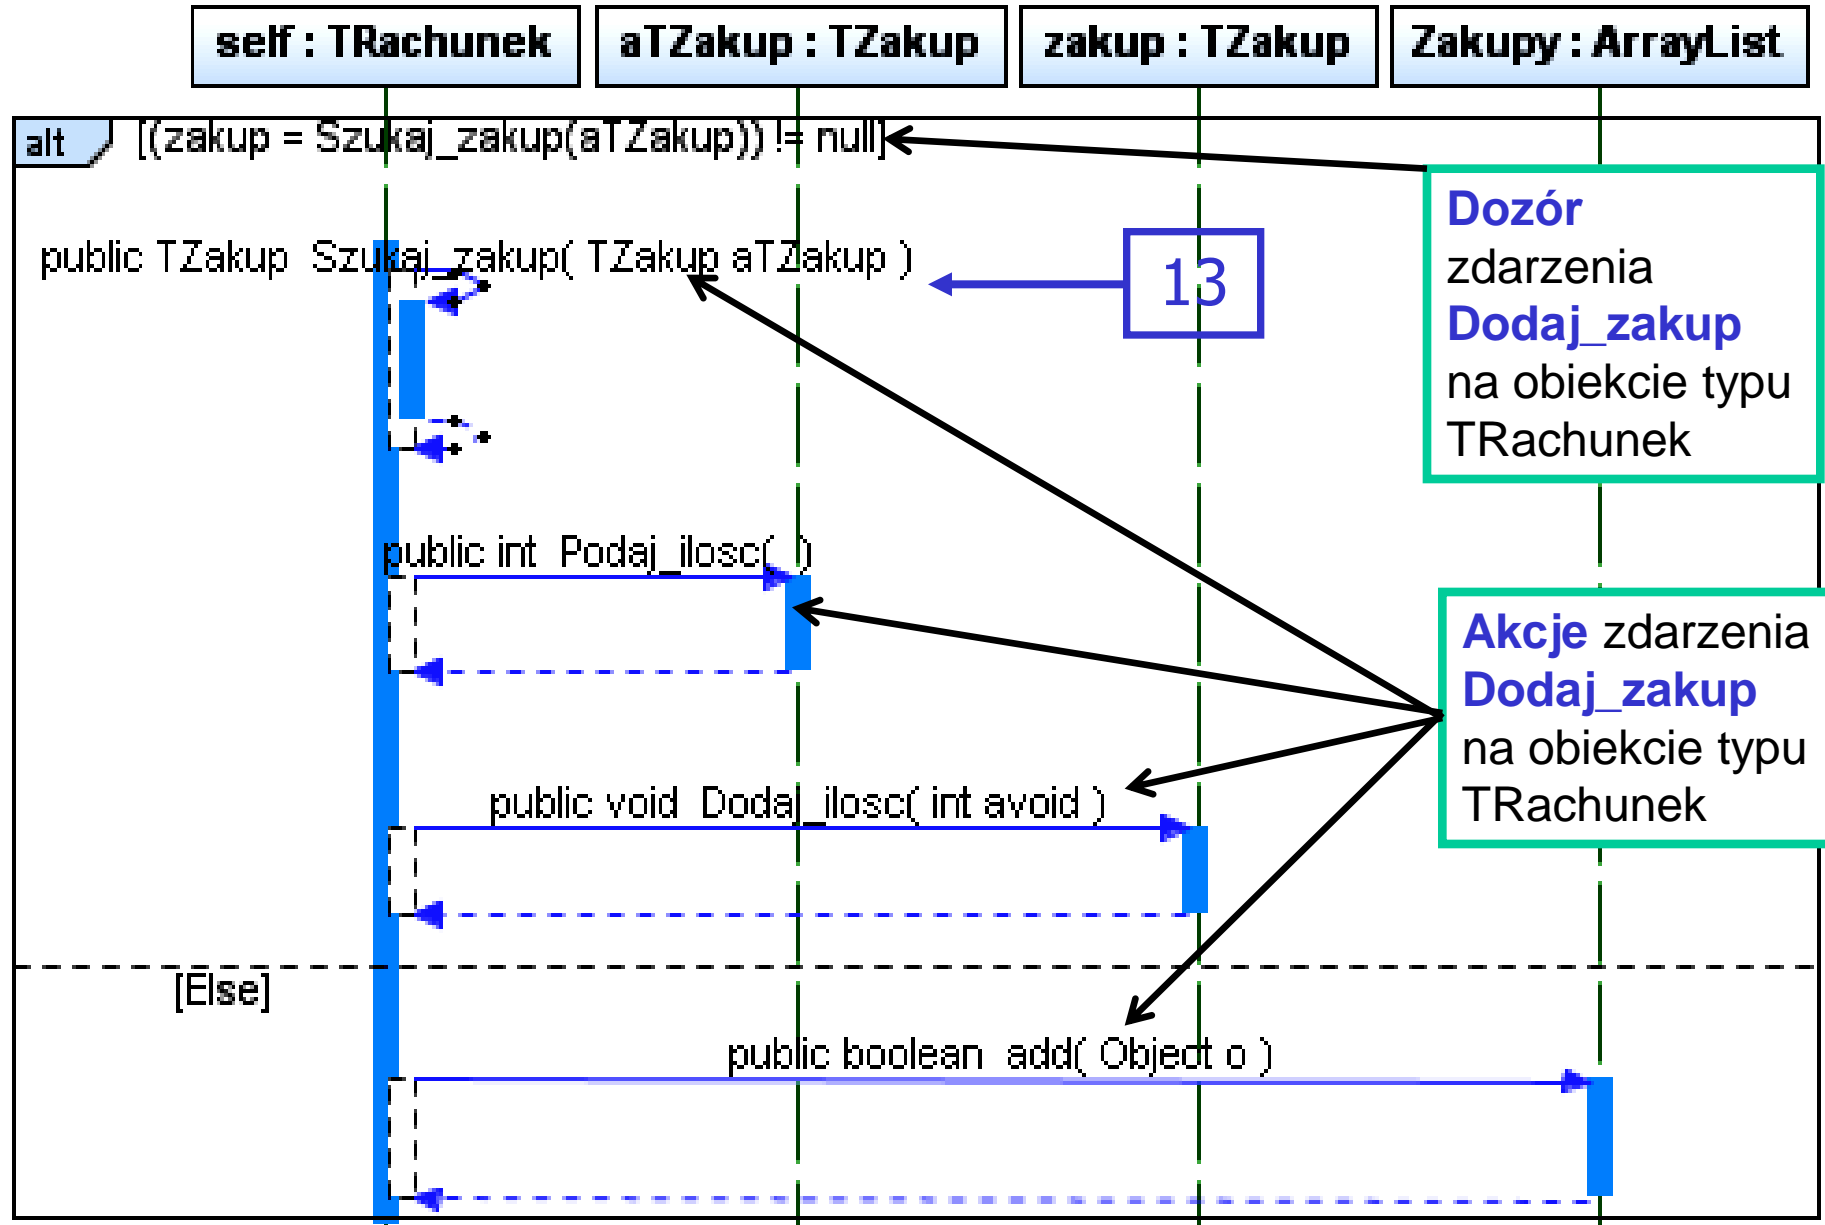 self : TRachunek
aTZakup : TZakup
zakup : TZakup
Zakupy : ArrayList
alt
[(zakup = Szukaj_zakup(aTZakup)) != null]
Dozór
zdarzenia
Dodaj_zakup
na obiekcie typu
TRachunek
public TZakup Szukaj_zakup( TZakup aTZakup )
13
public int Podaj_ilosc( )
Akcje zdarzenia
Dodaj_zakup
na obiekcie typu
TRachunek
public void Dodaj_ilosc( int avoid )
[Else]
public boolean add( Object o )